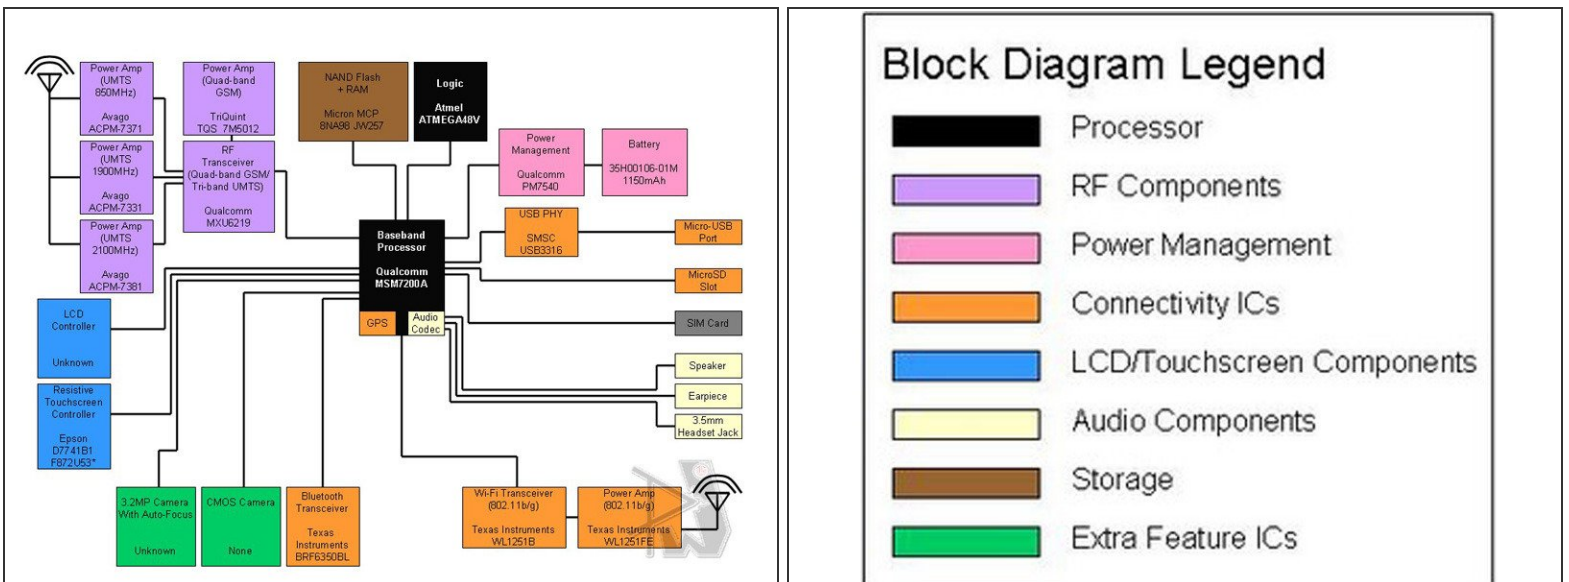 Power Amp
(UMTS
850MHz)
Avago
ACPM-7371
Power Amp
(Quad-band
GSM)
TriQuint
TQS 7M5012
NAND Flash
+ RAM
Micron MCP
8NA98 JW257
Logic
Atmel
ATMEGA48V
Power Amp
(UMTS
1900MHz)
Avago
ACPM-7331
RF
Transceiver
(Quad-band GSM/
Tri-band UMTS)
Qualcomm
MXU6219
Power
Management
Qualcomm
PM7540
Battery
35H00106-01M
1150mAh
Power Amp
(UMTS
2100MHz)
Avago
ACPM-7381
Baseband
Processor
Qualcomm
MSM7200A
GPS
Audio
Codec
USB PHY
SMSC
USB3316
Micro-USB
Port
MicroSD
Slot
SIM Card
Speaker
Earpiece
3.5mm
Headset Jack
LCD
Controller
Unknown
Resistive
Touchscreen
Controller
Epson
D7741B1
F872U53*
3.2MP Camera
With Auto-Focus
Unknown
CMOS Camera
None
Bluetooth
Transceiver
Texas
Instruments
BRF6350BL
Wi-Fi Transceiver
(802.11b/g)
Texas Instruments
WL1251B
Power Amp
(802.11b/g)
Texas Instruments
WL1251FE
Block Diagram Legend
Processor
RF Components
Power Management
Connectivity ICs
LCD/Touchscreen Components
Audio Components
Storage
Extra Feature ICs